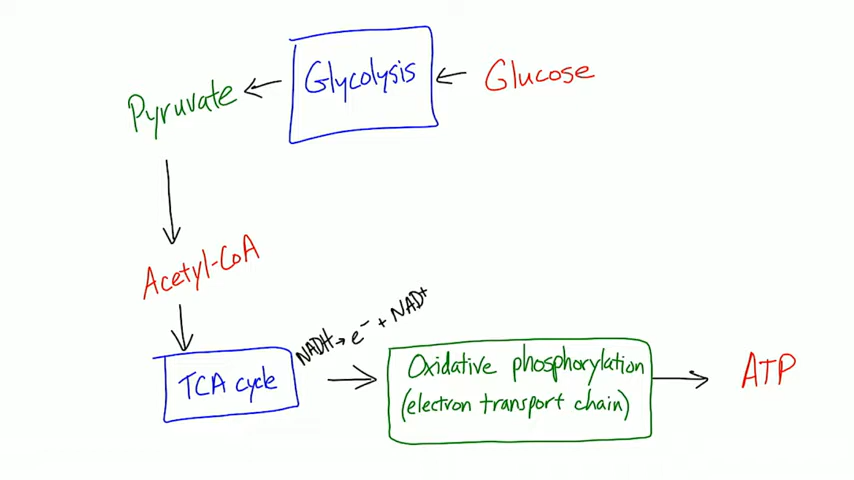 Glucose
Glycolysis
Pyruvate
Acetyl-CoA
TCA cycle
NADH → e⁻ + NAD⁺
Oxidative phosphorylation
(electron transport chain)
ATP